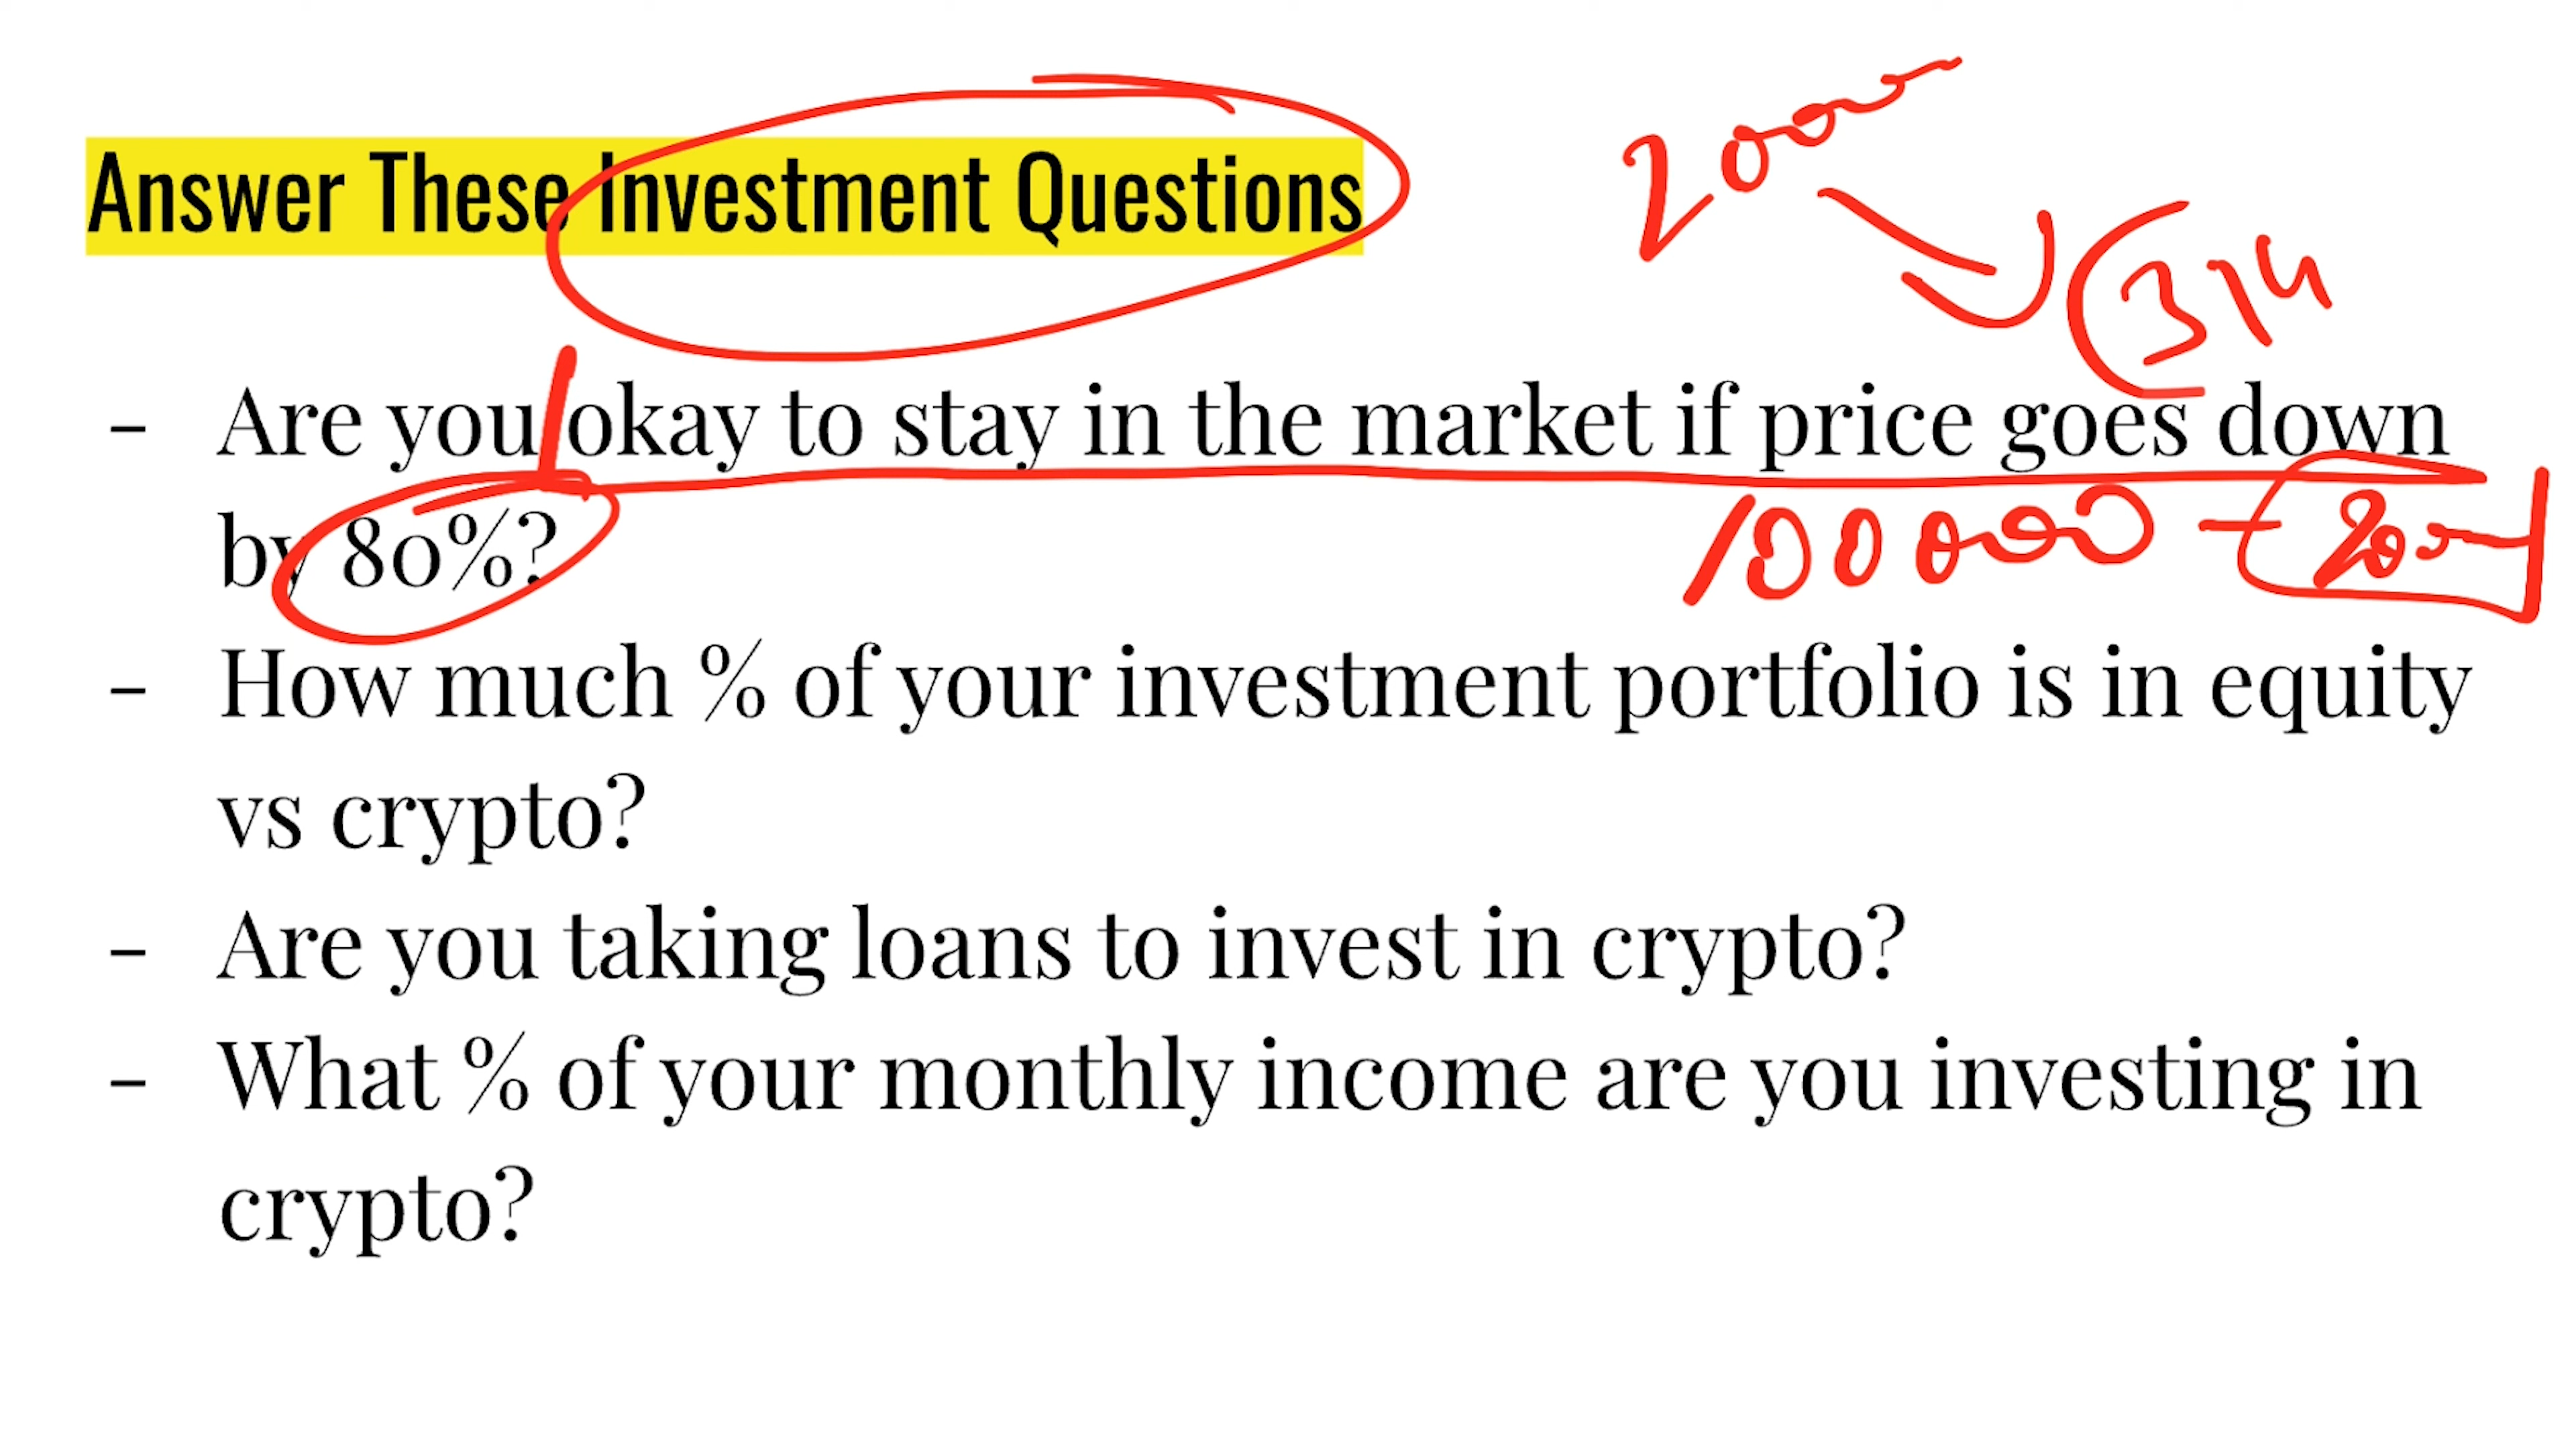 Answer These Investment Questions
314
- Are you okay to stay in the market if price goes down
by 80%?
- How much % of your investment portfolio is in equity
vs crypto?
- Are you taking loans to invest in crypto?
- What % of your monthly income are you investing in
crypto?